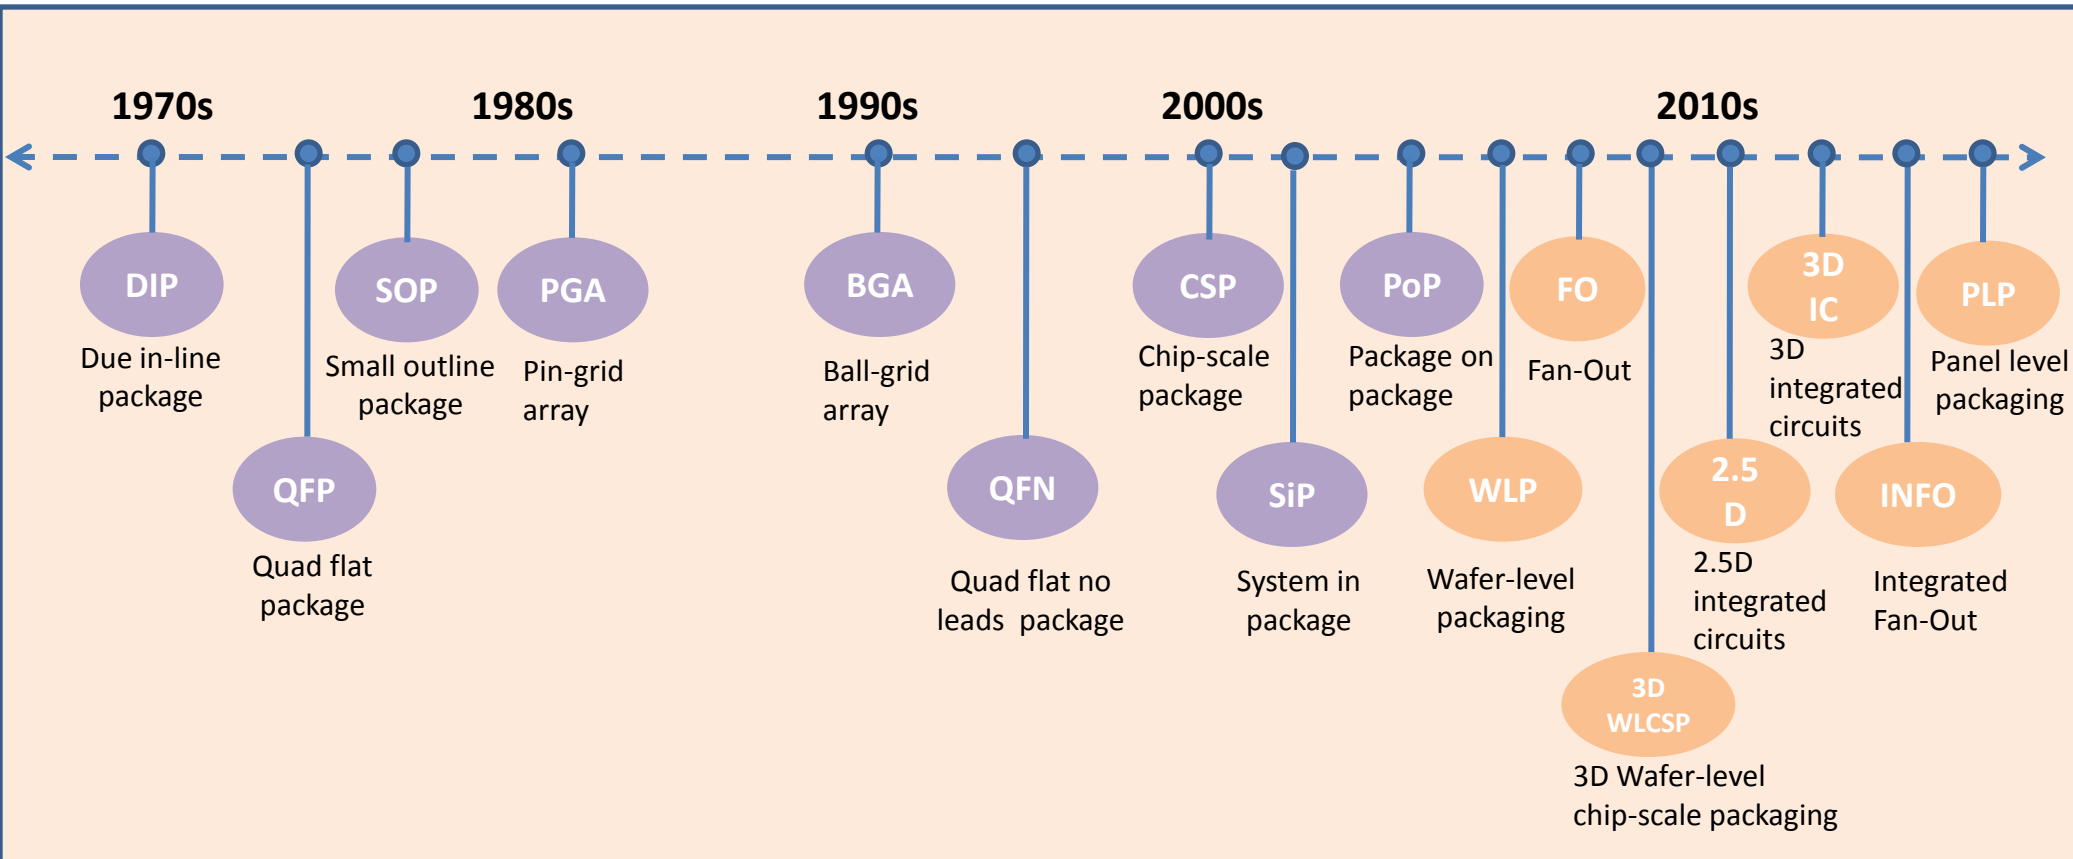 1970s
1980s
1990s
2000s
2010s
DIP
Due in-line
package
QFP
Quad flat
package
SOP
Small outline
package
PGA
Pin-grid
array
BGA
Ball-grid
array
QFN
Quad flat no
leads package
CSP
Chip-scale
package
SiP
System in
package
PoP
Package on
package
WLP
Wafer-level
packaging
FO
Fan-Out
3D
WLCSP
3D Wafer-level
chip-scale packaging
2.5
D
2.5D
integrated
circuits
3D
IC
3D
integrated
circuits
INFO
Integrated
Fan-Out
PLP
Panel level
packaging